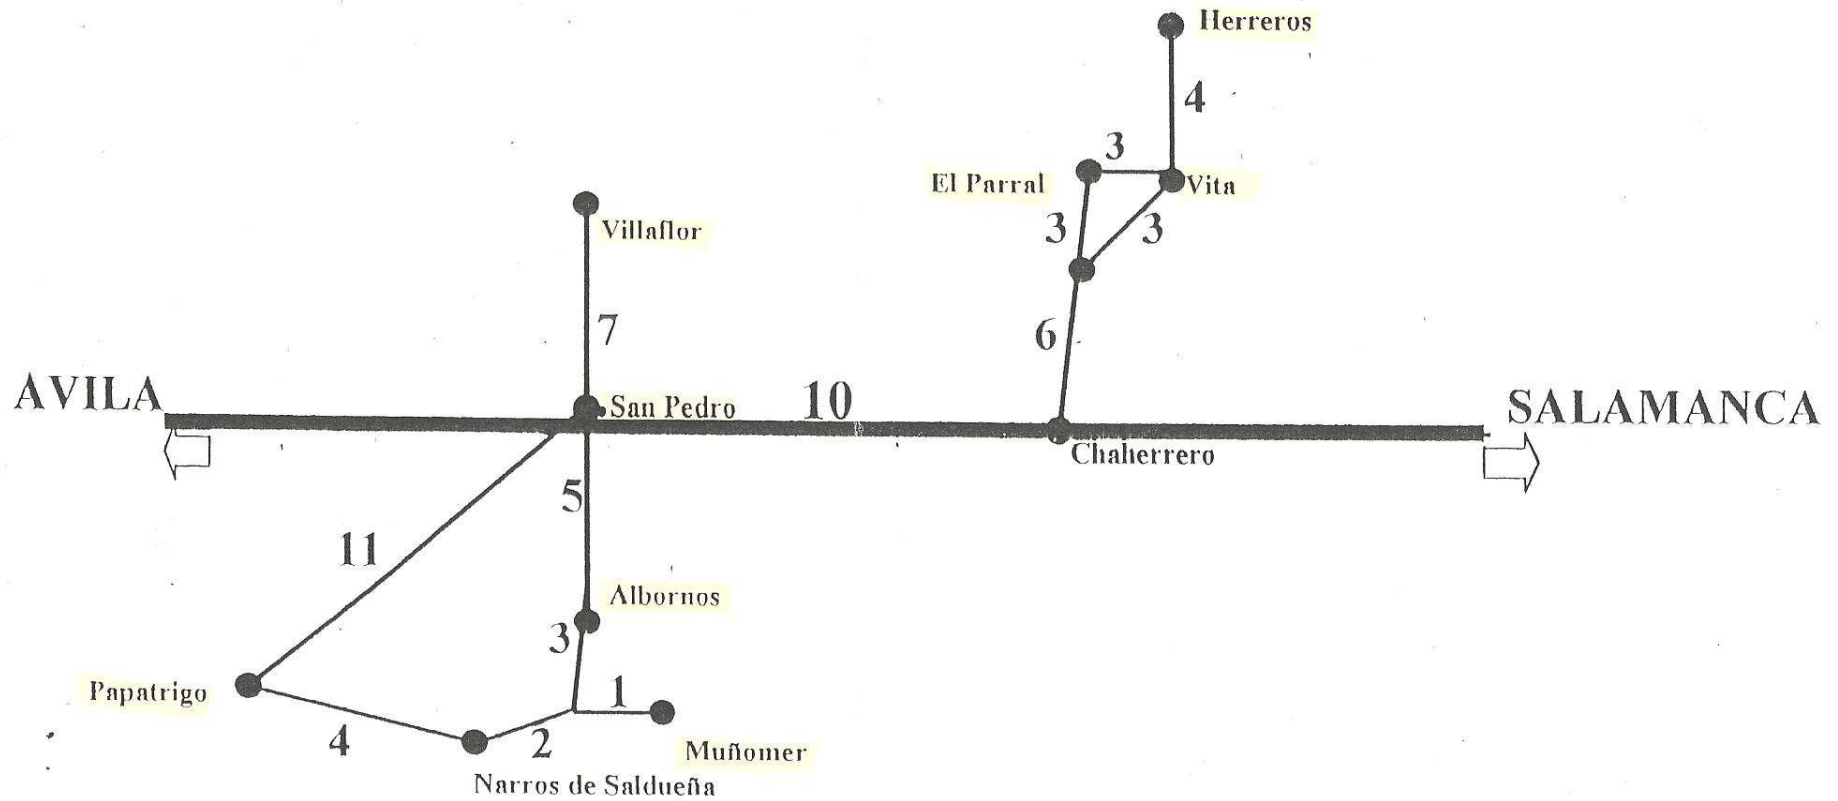 Herreros
4
3
El Parral
Vita
3
3
Villaflor
7
6
AVILA
San Pedro
10
SALAMANCA
Chaherrero
5
11
Albornos
3
Papatrigo
1
4
2
Muñomer
Narros de Saldueña